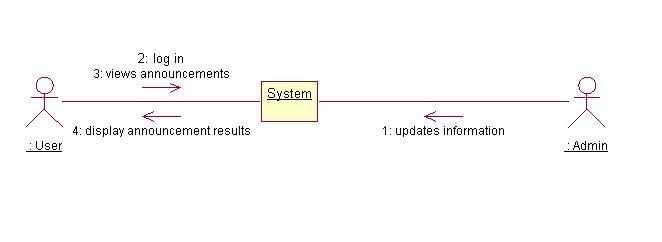 2: log in
3: views announcements
System
4: display announcement results
1: updates information
: User
: Admin